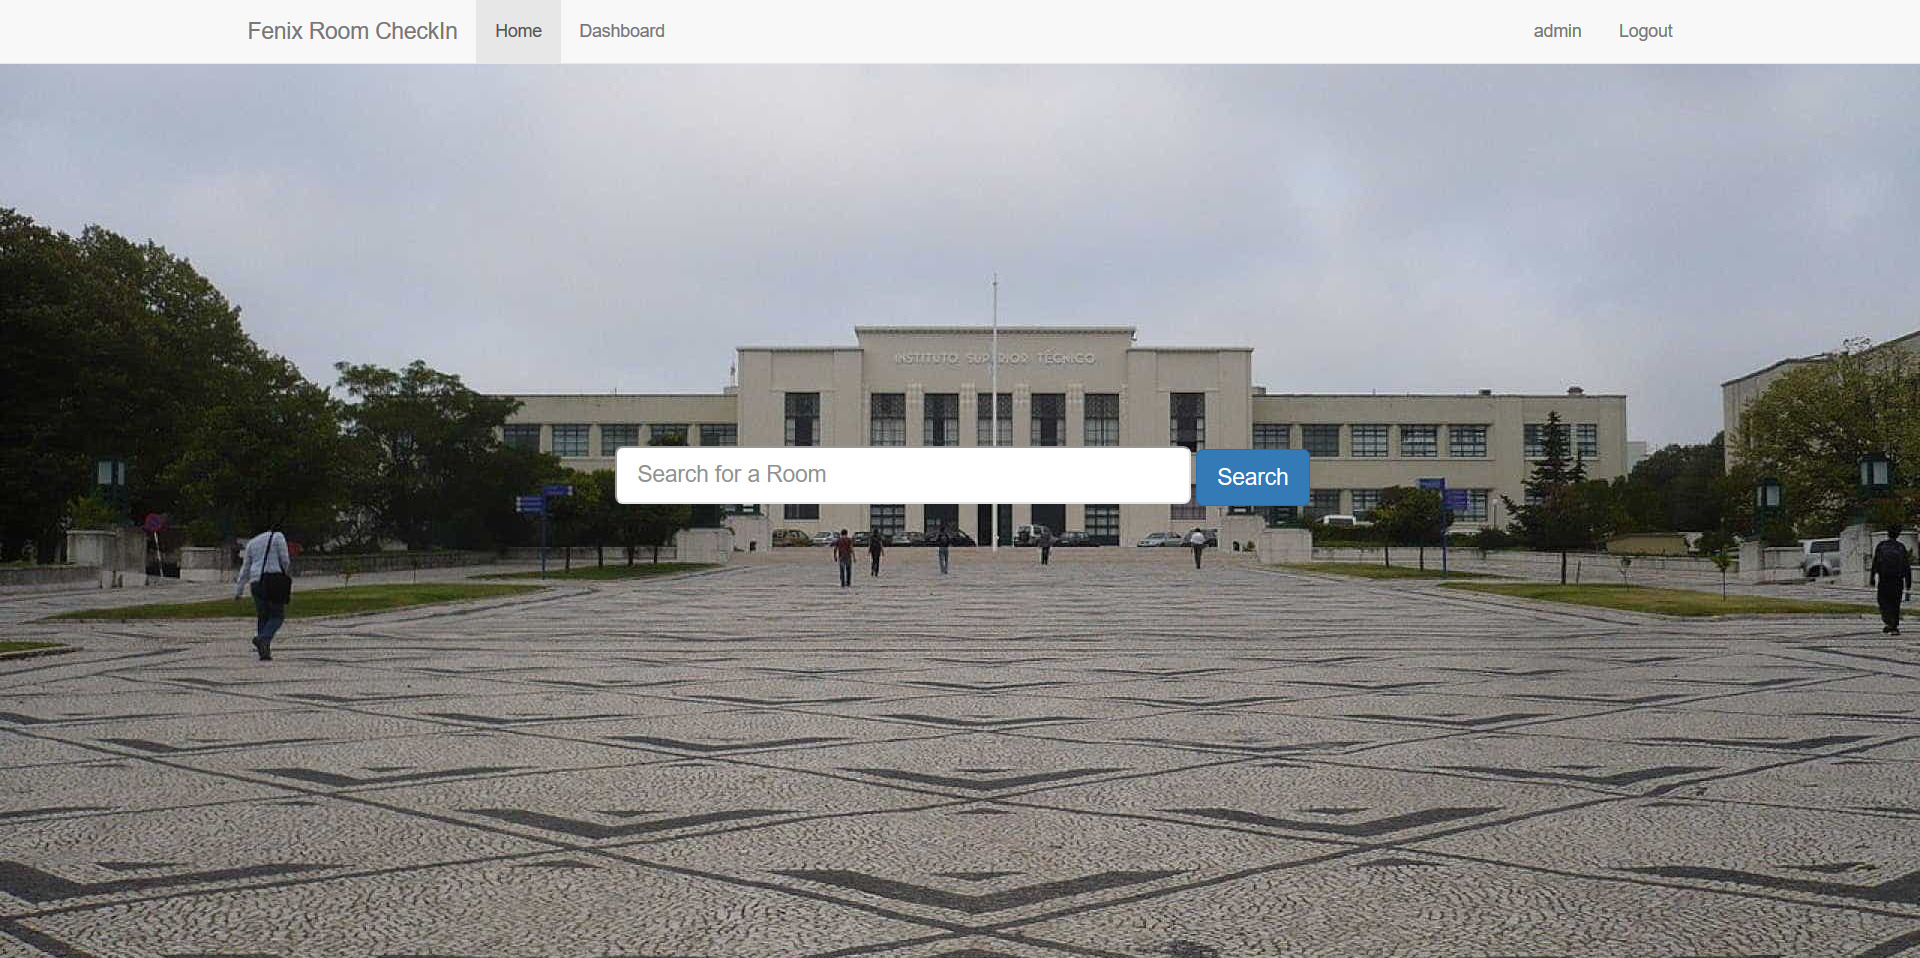 Fenix Room CheckIn Home Dashboard admin Logout
INSTITUTO SUPERIOR TÉCNICO
Search for a Room Search